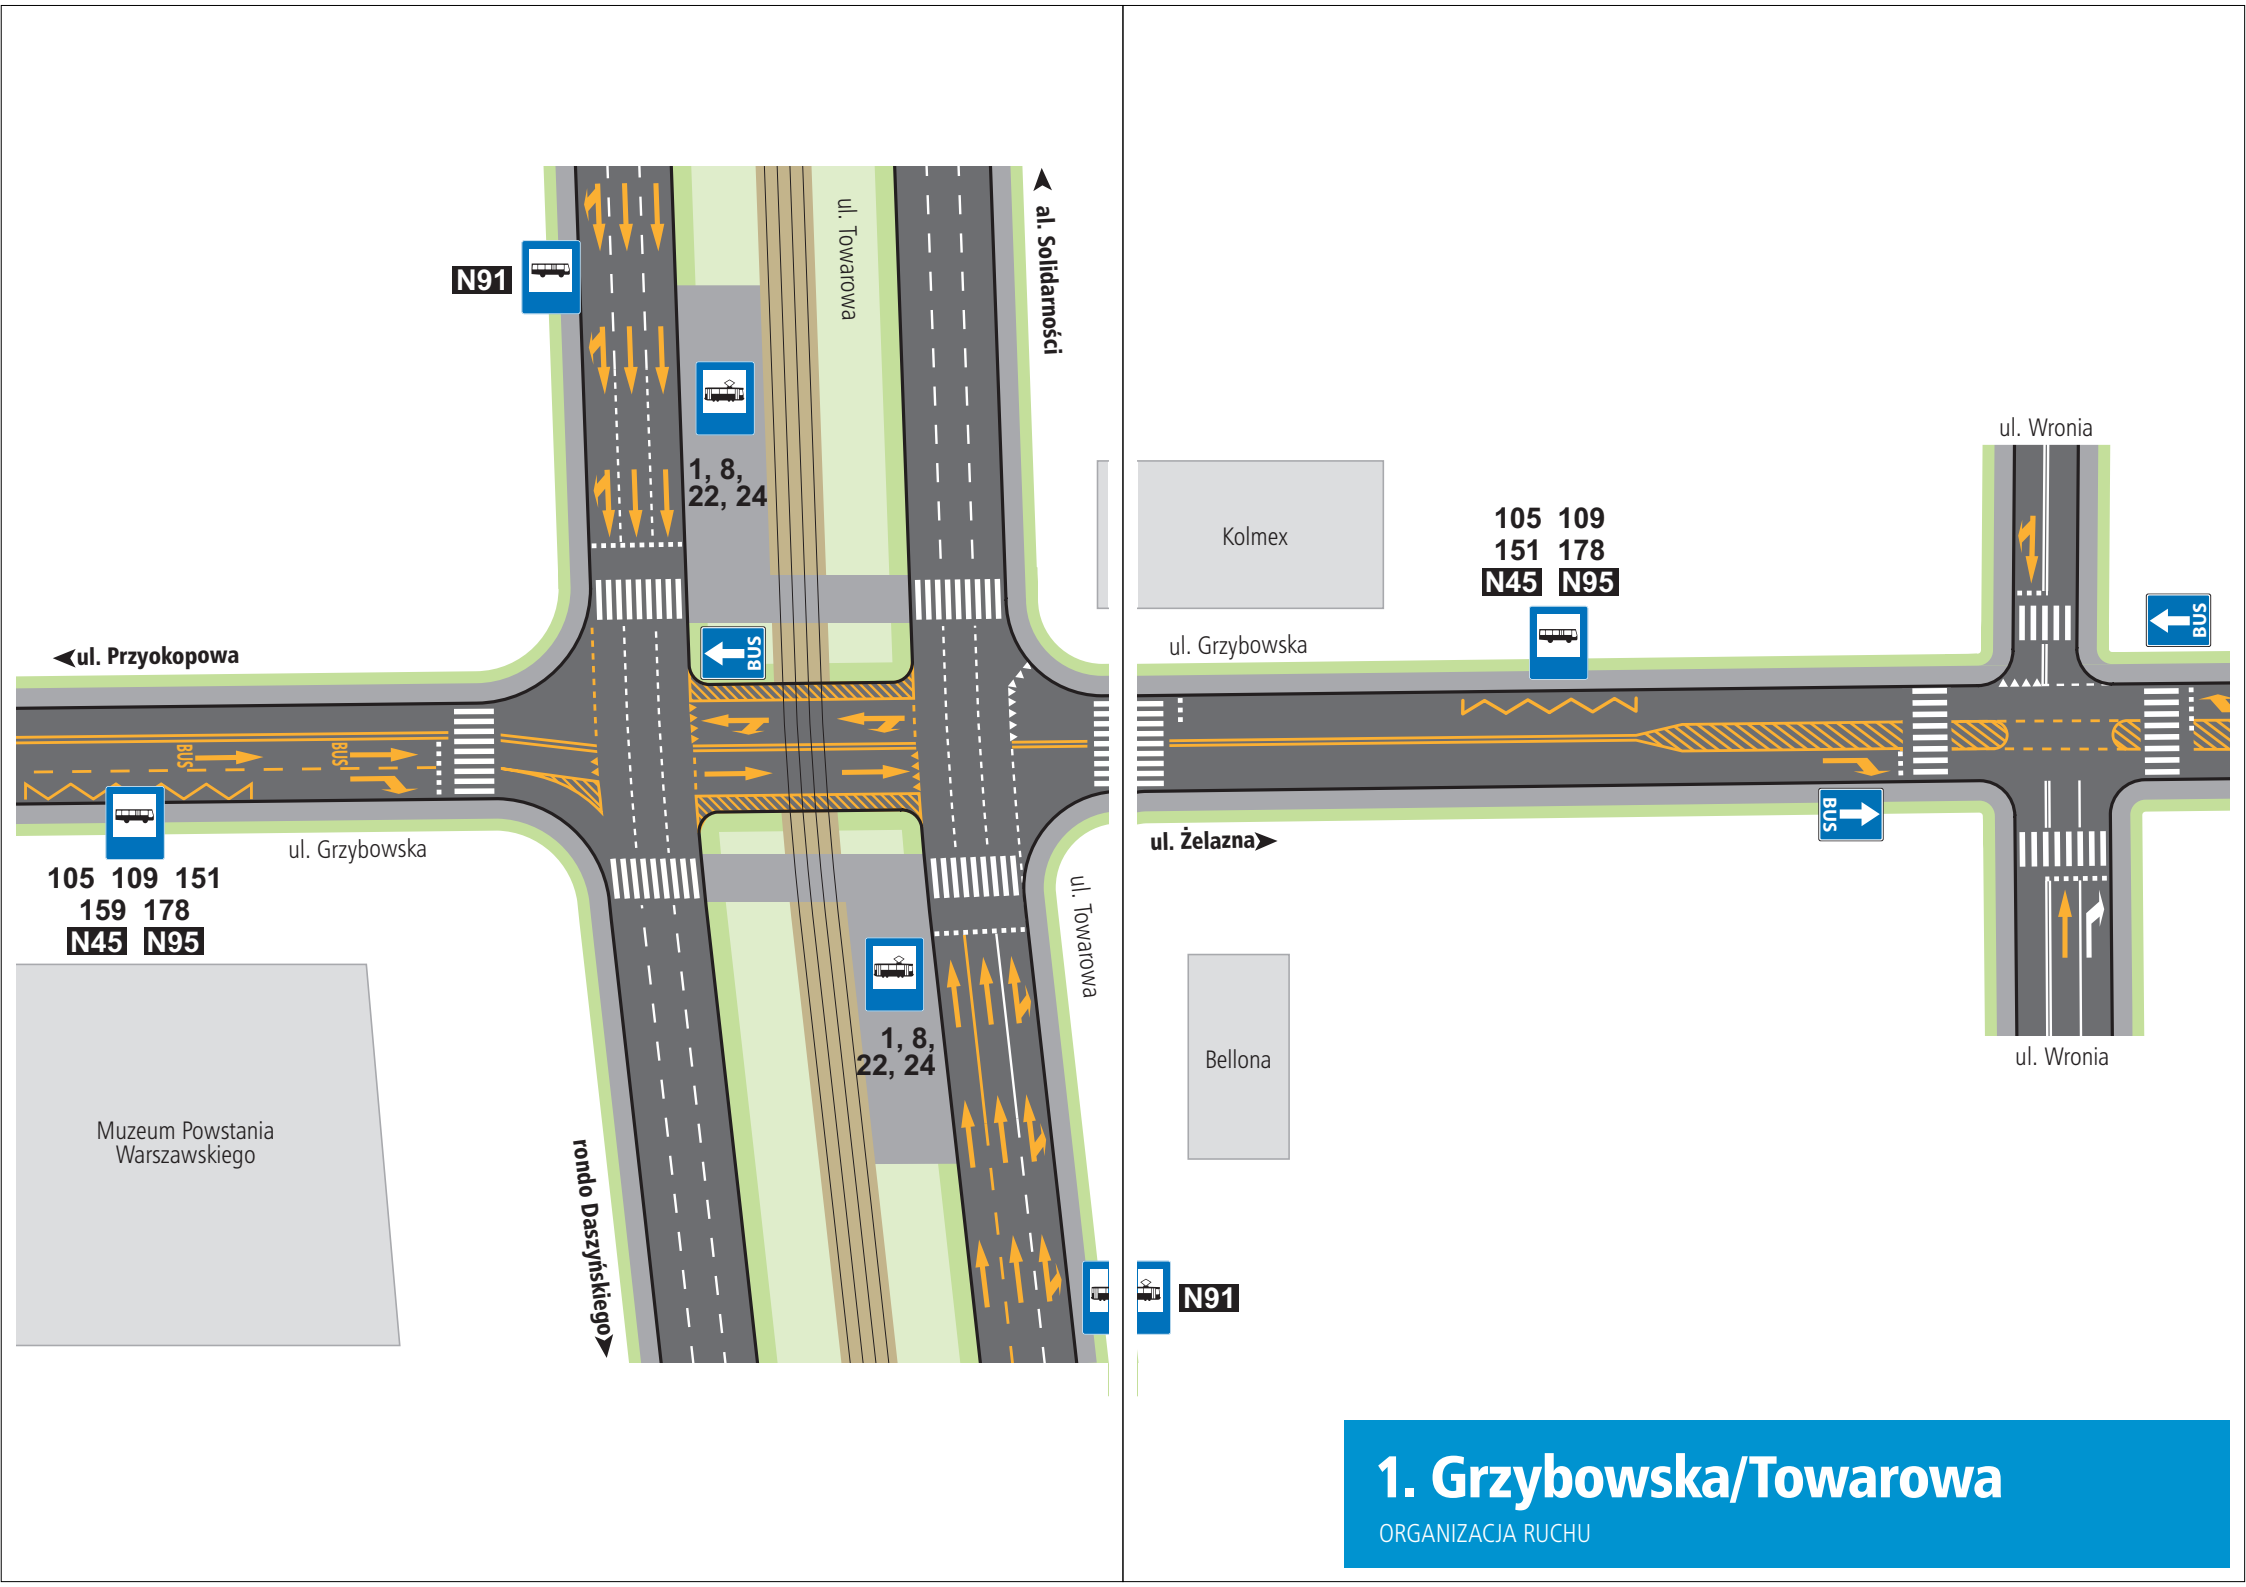 N91
ul. Towarowa
al. Solidarności
1, 8,
22, 24
BUS
ul. Przyokopowa
BUS
BUS
ul. Grzybowska
105 109 151
159 178
N45 N95
Muzeum Powstania
Warszawskiego
rondo Daszyńskiego
1, 8,
22, 24
ul. Towarowa
Kolmex
105 109
151 178
N45 N95
ul. Grzybowska
ul. Wronia
BUS
BUS
ul. Żelazna
Bellona
ul. Wronia
N91
1. Grzybowska/Towarowa
ORGANIZACJA RUCHU